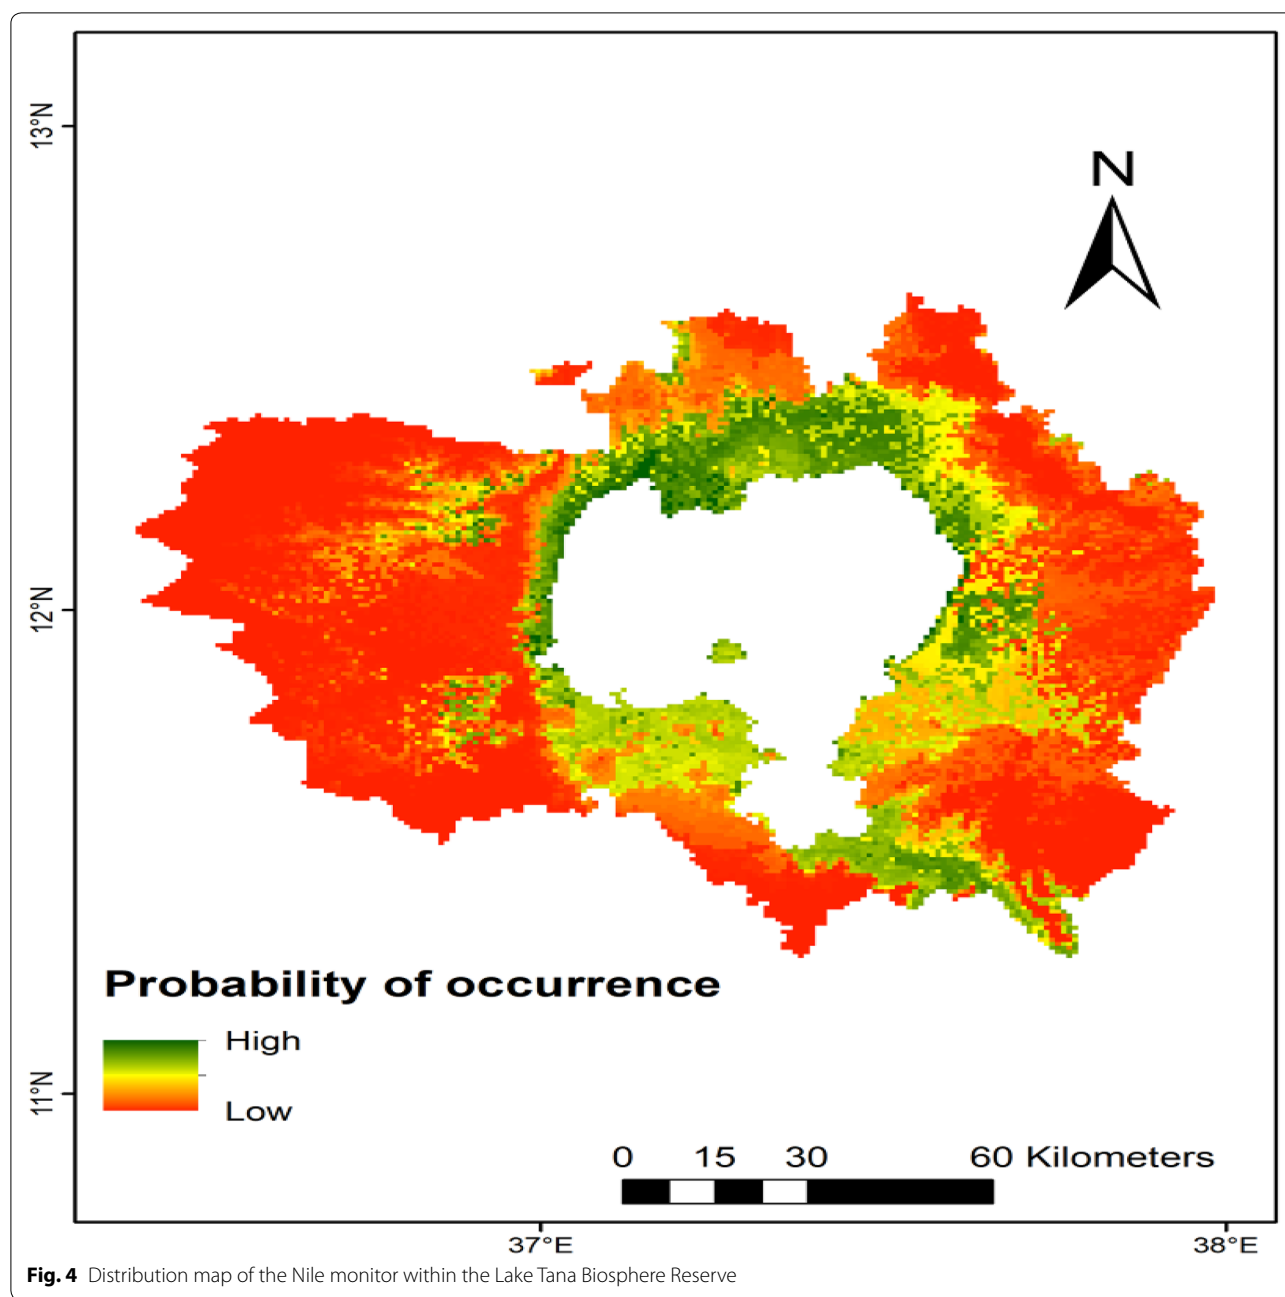 13°N
N
12°N
Probability of occurrence
High
Low
11°N
0 15 30 60 Kilometers
37°E 38°E
Fig. 4 Distribution map of the Nile monitor within the Lake Tana Biosphere Reserve